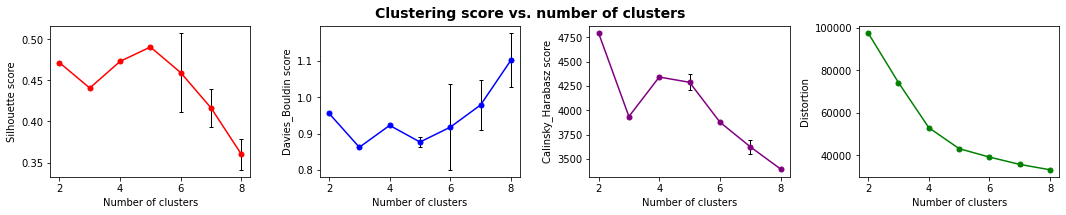 Clustering score vs. number of clusters
Silhouette score
0.50
0.45
0.40
0.35
2 4 6 8
Number of clusters
Davies_Bouldin score
1.1
1.0
0.9
0.8
2 4 6 8
Number of clusters
Calinsky_Harabasz score
4750
4500
4250
4000
3750
3500
2 4 6 8
Number of clusters
Distortion
100000
80000
60000
40000
2 4 6 8
Number of clusters